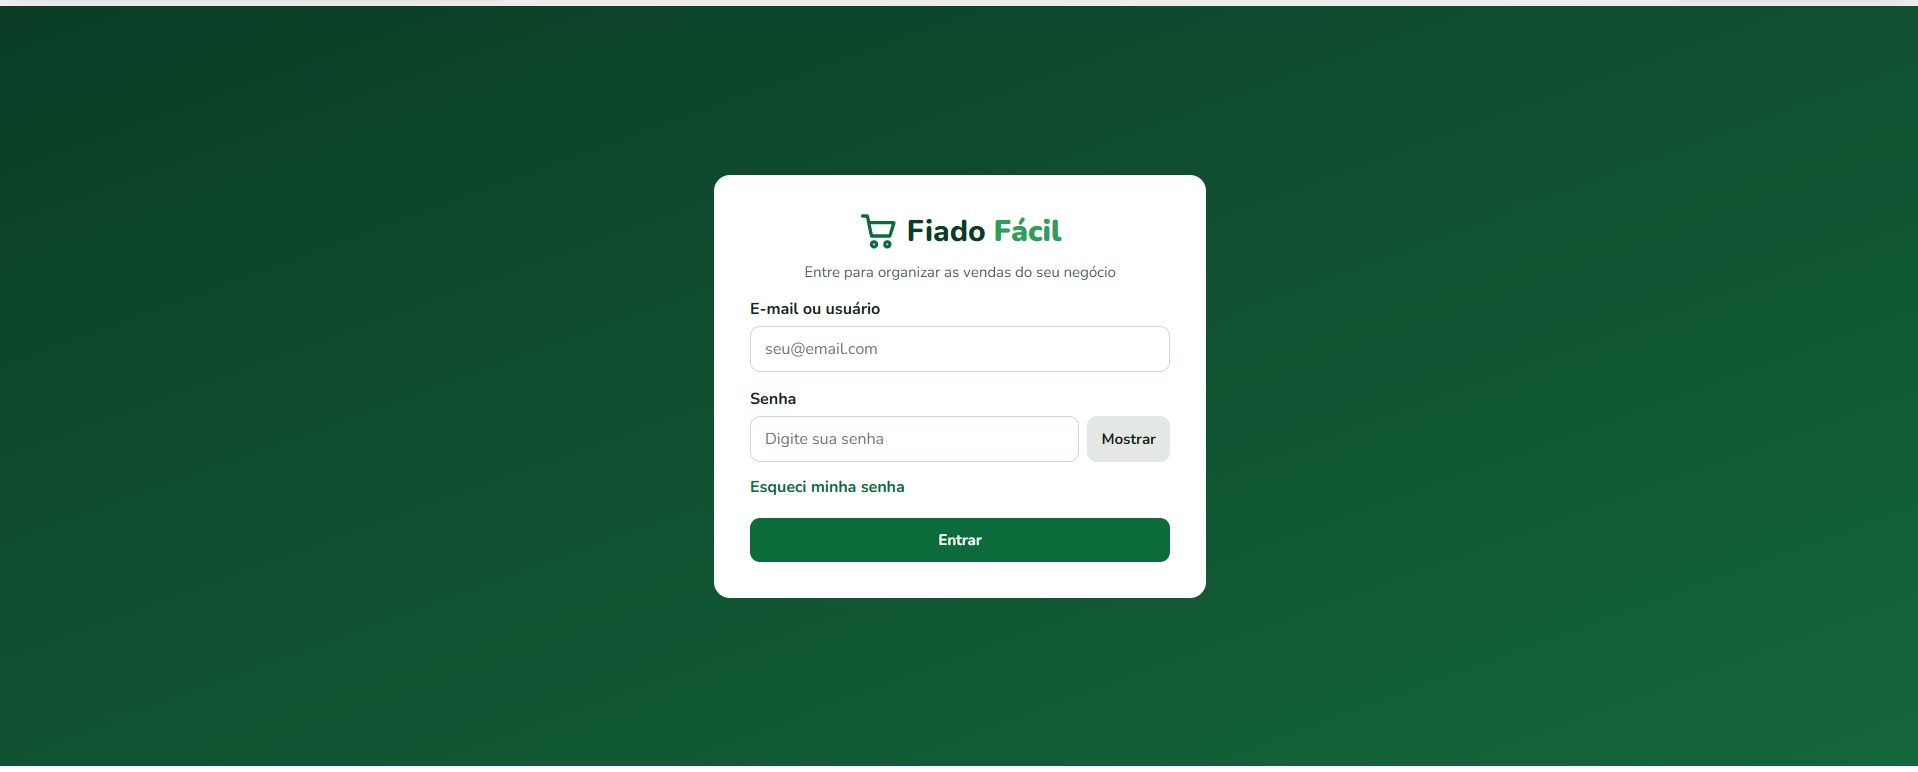 Fiado Fácil
Entre para organizar as vendas do seu negócio
E-mail ou usuário
seu@email.com
Senha
Digite sua senha
Mostrar
Esqueci minha senha
Entrar